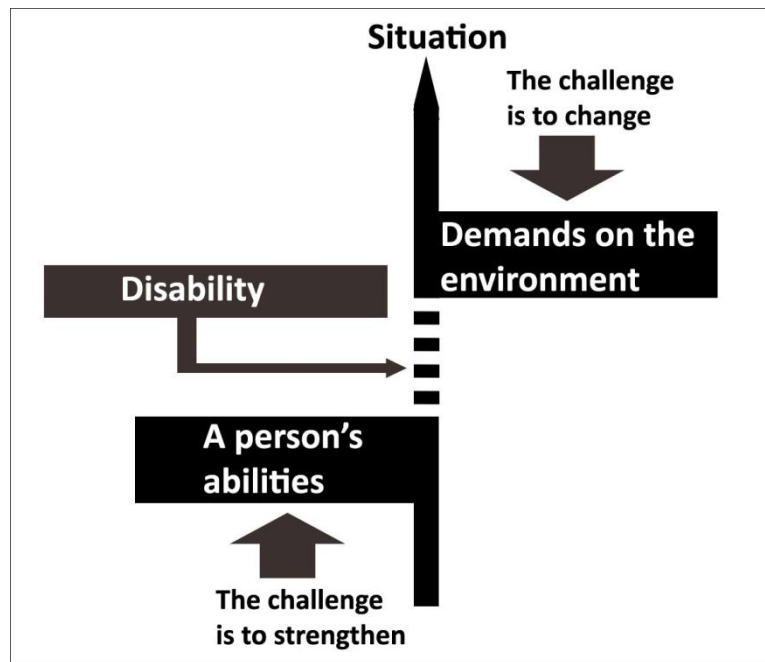 Situation
The challenge
is to change
Demands on the
environment
Disability
A person's
abilities
The challenge
is to strengthen